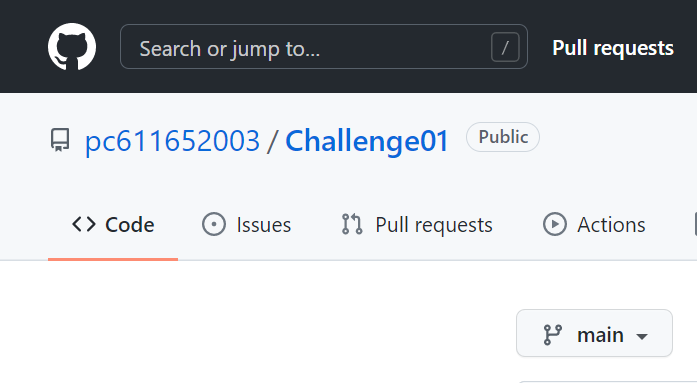 Search or jump to... / Pull requests
pc611652003 / Challenge01 Public
Code Issues Pull requests Actions
main